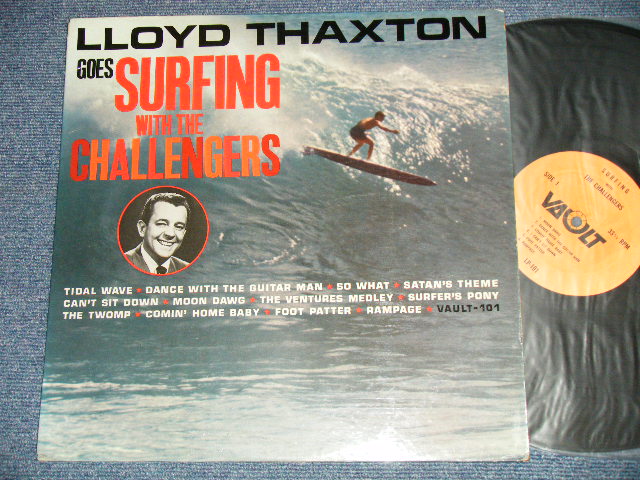 LLOYD THAXTON
GOES SURFING
WITH THE
CHALLENGERS
TIDAL WAVE ★ DANCE WITH THE GUITAR MAN ★ SO WHAT ★ SATAN'S THEME
CAN'T SIT DOWN ★ MOON DAWG ★ THE VENTURES MEDLEY ★ SURFER'S PONY
THE TWOMP ★ 'COMIN' HOME BABY ★ FOOT PATTER ★ RAMPAGE ★ VAULT-101
SURFING
WITH
THE CHALLENGERS
SIDE 1
VAULT
33⅓ RPM